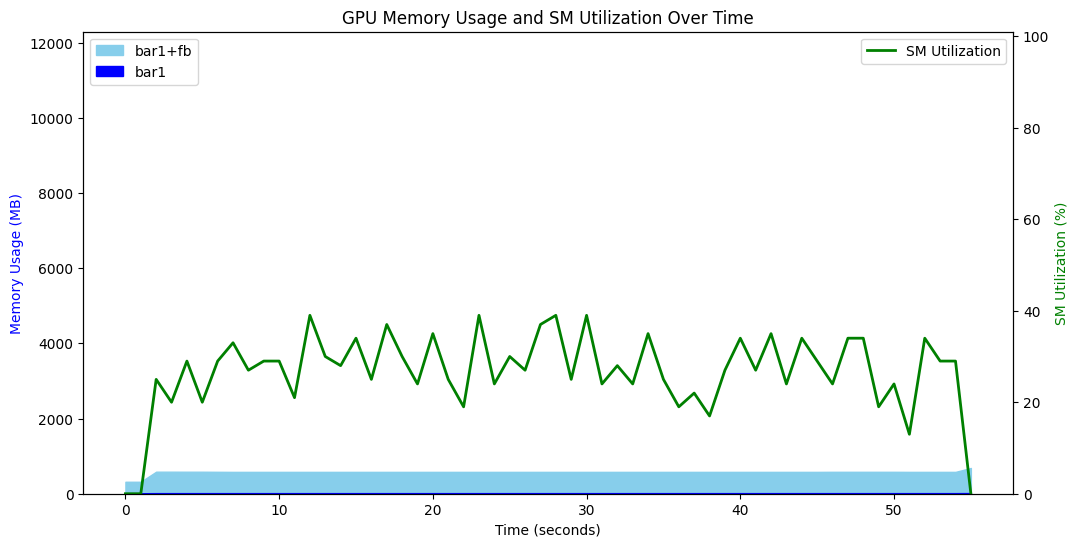 GPU Memory Usage and SM Utilization Over Time
bar1+fb
bar1
SM Utilization
12000
10000
8000
6000
4000
2000
0
Memory Usage (MB)
100
80
60
40
20
0
SM Utilization (%)
0 10 20 30 40 50
Time (seconds)